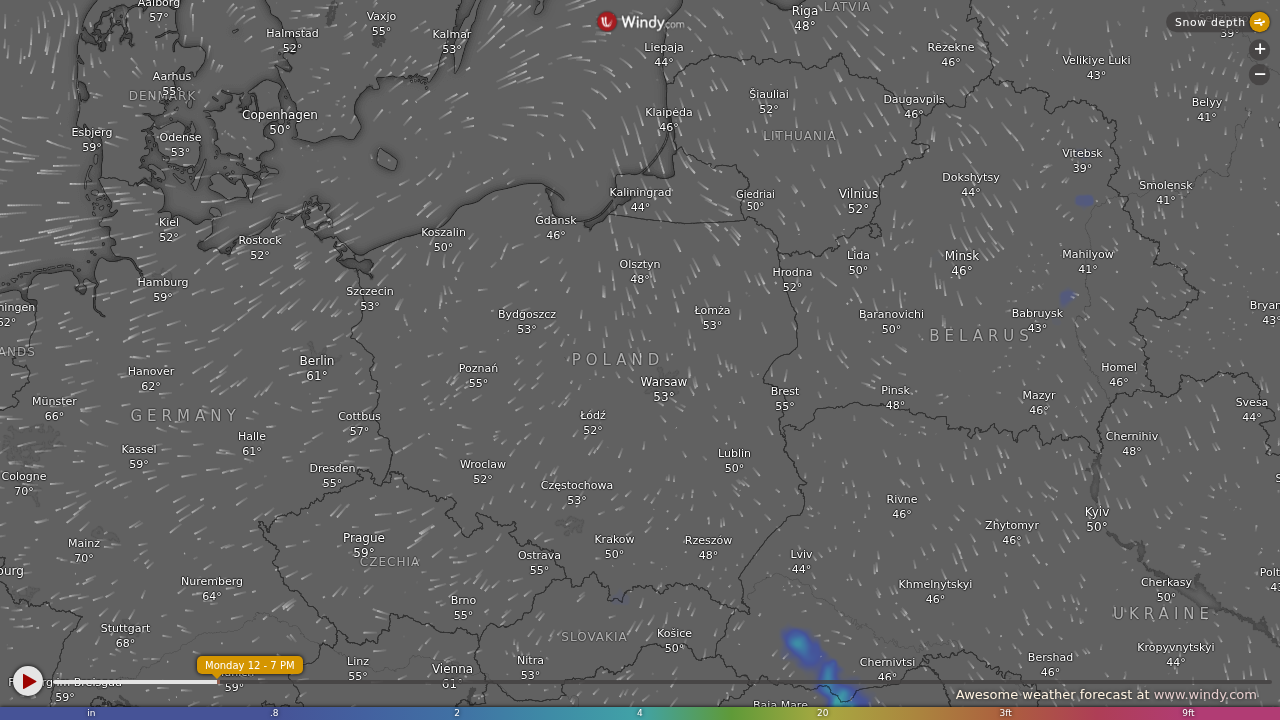 Aalborg
57°
Vaxjo
55°
Halmstad
52°
Kalmar
53°
Windy.com
Riga
48°
LATVIA
Snow depth
39°
Liepaja
44°
Rēzekne
46°
Velikiye Luki
43°
Aarhus
55°
DENMARK
Copenhagen
50°
Šiauliai
52°
Klaipėda
46°
Daugavpils
46°
Belyy
41°
Esbjerg
59°
Odense
53°
LITHUANIA
Vitebsk
39°
Dokshytsy
44°
Smolensk
41°
Kaliningrad
44°
Giedriai
50°
Vilnius
52°
Kiel
52°
Rostock
52°
Koszalin
50°
Gdansk
46°
Olsztyn
48°
Hrodna
52°
Lida
50°
Minsk
46°
Mahilyow
41°
Hamburg
59°
Szczecin
53°
Bydgoszcz
53°
Łomża
53°
Baranovichi
50°
Babruysk
43°
BELARUS
Hanover
62°
Berlin
61°
Poznań
55°
POLAND
Warsaw
53°
Brest
55°
Pinsk
48°
Mazyr
46°
Homel
46°
Münster
66°
GERMANY
Cottbus
57°
Łódź
52°
Svesa
44°
Kassel
59°
Halle
61°
Chernihiv
48°
Cologne
70°
Dresden
55°
Wroclaw
52°
Częstochowa
53°
Lublin
50°
Rivne
46°
Zhytomyr
46°
Kyiv
50°
Mainz
70°
Prague
59°
CZECHIA
Ostrava
55°
Krakow
50°
Rzeszów
48°
Lviv
44°
Nuremberg
64°
Brno
55°
Khmelnytskyi
46°
Cherkasy
50°
UKRAINE
Stuttgart
68°
SLOVAKIA
Košice
50°
Monday 12 - 7 PM
Linz
55°
Vienna
61°
Nitra
53°
Chernivtsi
46°
Bershad
46°
Kropyvnytskyi
44°
59°
59°
Baia Mare
Awesome weather forecast at www.windy.com
in .8 2 4 20 3ft 9ft